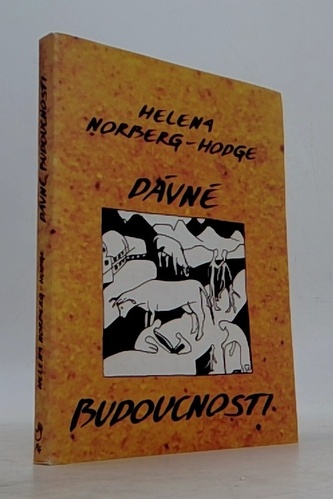 HELENA
NORBERG-HODGE
DÁVNÉ
BUDOUCNOSTI
HELENA NORBERG HODGE DÁVNÉ BUDOUCNOSTI